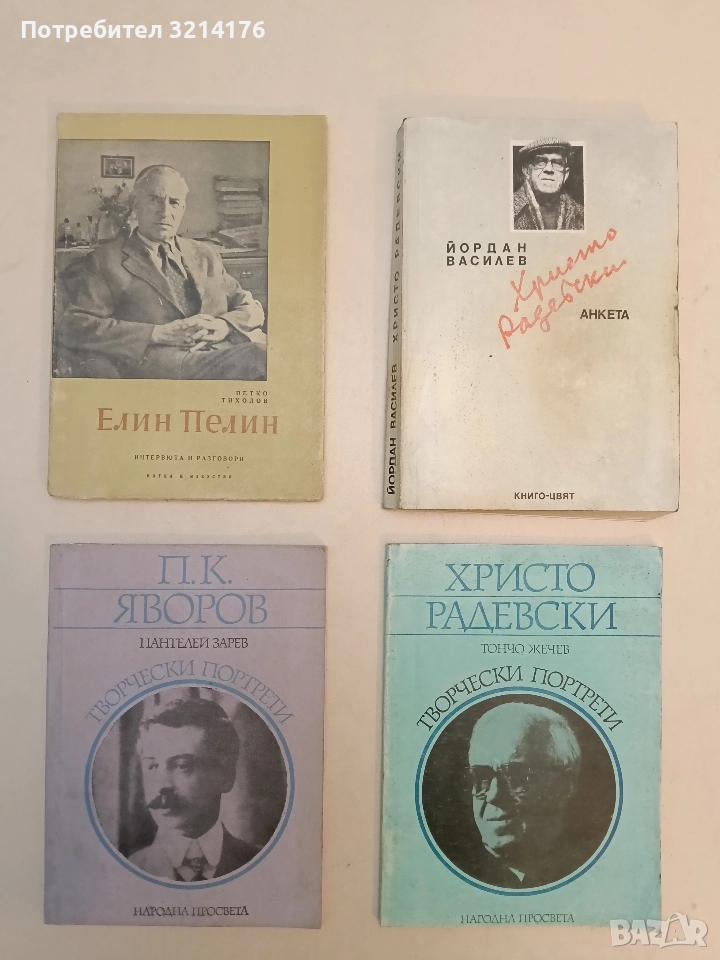 Потребител 3214176
ПЕТКО
ТИХОЛОВ
Елин Пелин
ИНТЕРВЮТА И РАЗГОВОРИ
НАУКА И ИЗКУСТВО
ЙОРДАН ВАСИЛЕВ ХРИСТО РАДЕВСКИ
ЙОРДАН
ВАСИЛЕВ
Христо
Радевски
АНКЕТА
КНИГО-ЦВЯТ
П.К.
ЯВОРОВ
ПАНТЕЛЕЙ ЗАРЕВ
ТВОРЧЕСКИ ПОРТРЕТИ
НАРОДНА ПРОСВЕТА
ХРИСТО
РАДЕВСКИ
ТОНЧО ЖЕЧЕВ
ТВОРЧЕСКИ ПОРТРЕТИ
НАРОДНА ПРОСВЕТА
BAZAR